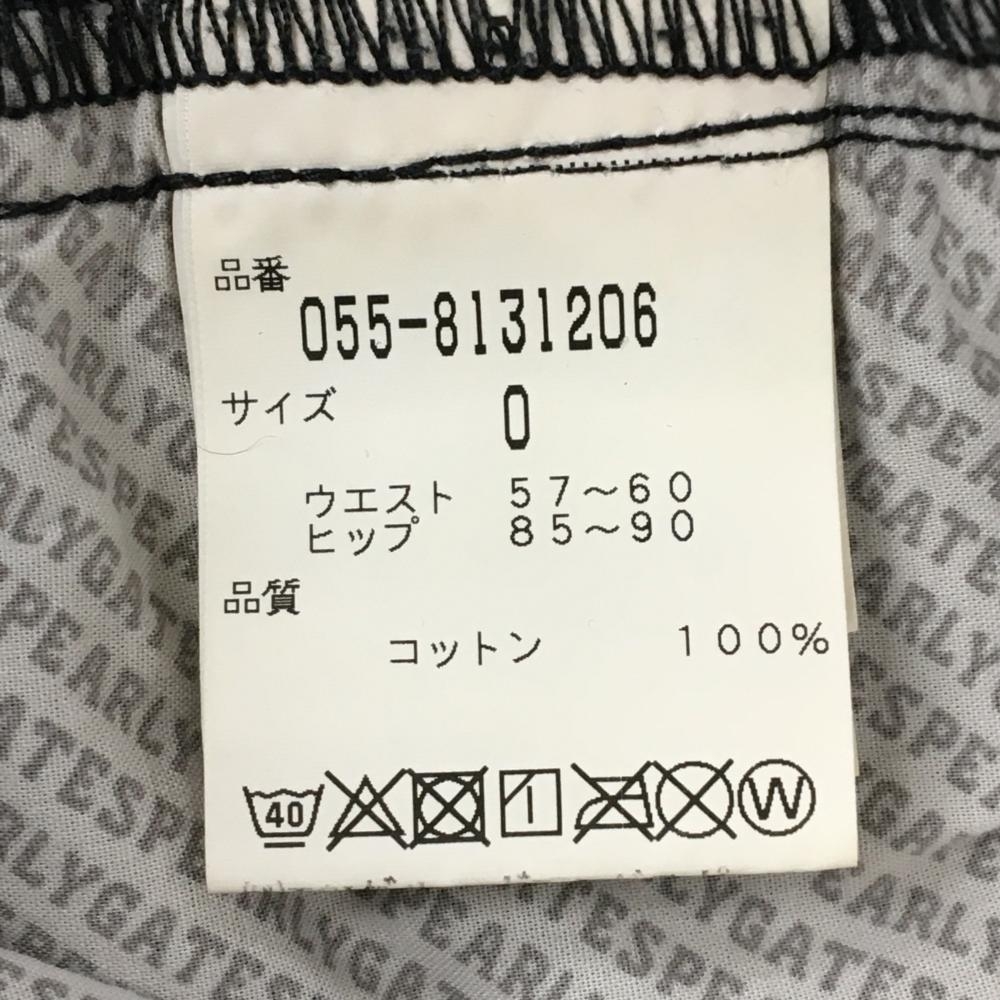 品番
055-8131206
サイズ 0
ウエスト 57～60
ヒップ 85～90
品質
コットン 100%
40
W
PEARLYGATES